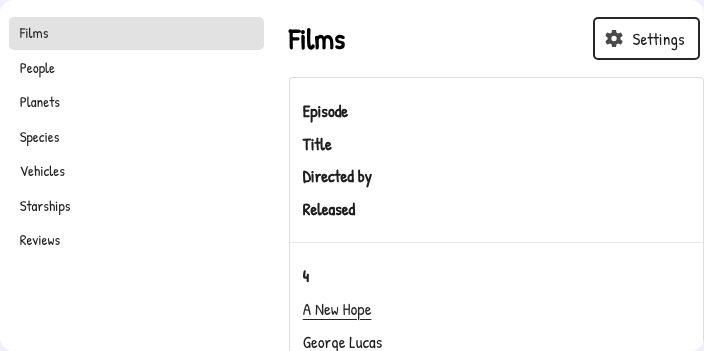 Films
People
Planets
Species
Vehicles
Starships
Reviews
Films
Settings
Episode
Title
Directed by
Released
4
A New Hope
George Lucas